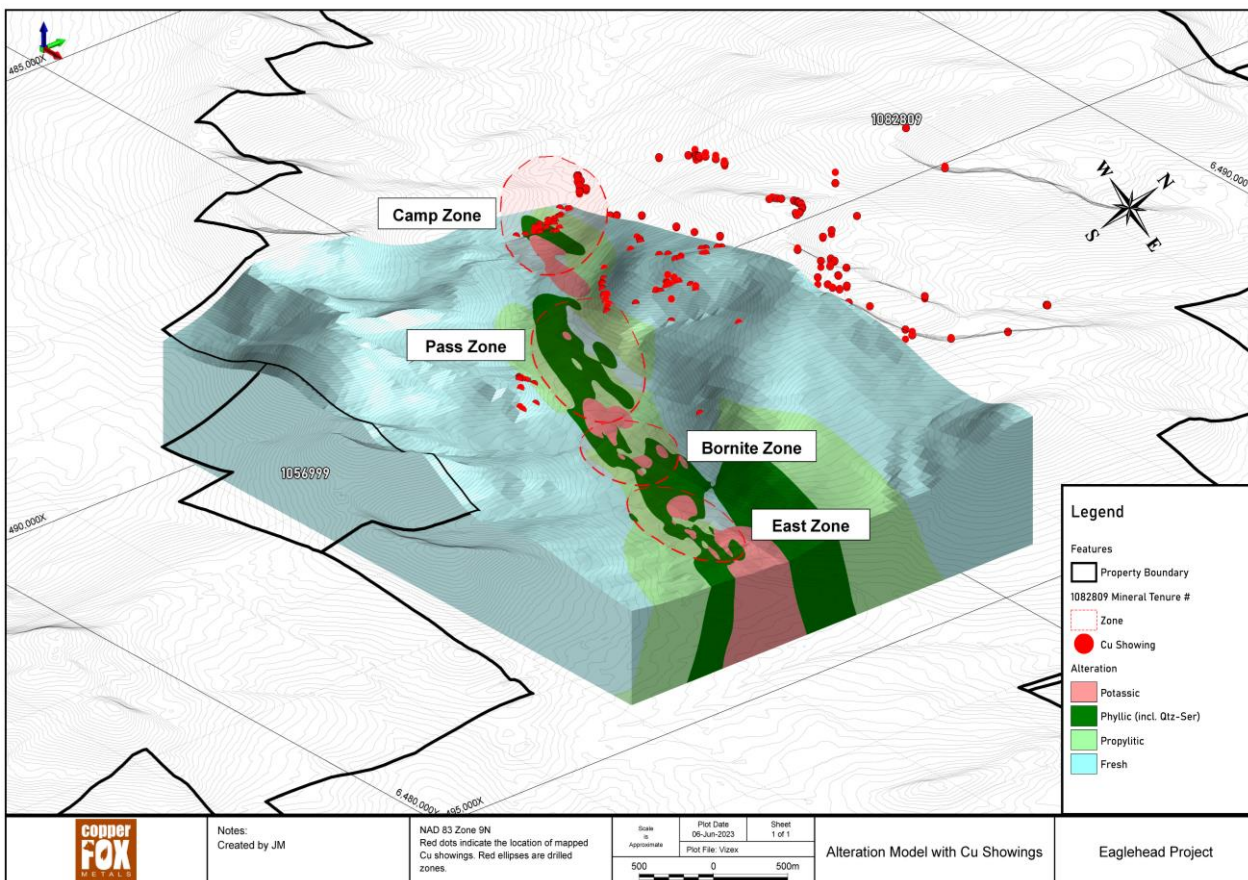 485,000X
1082809
6,490,000
W
N
S
E
Camp Zone
Pass Zone
Bornite Zone
East Zone
1056999
490,000X
6,480,000
495,000X
Legend
Features
Property Boundary
1082809 Mineral Tenure #
Zone
Cu Showing
Alteration
Potassic
Phyllic (incl. Qtz-Ser)
Propylitic
Fresh
copper
FOX
METALS
Notes:
Created by JM
NAD 83 Zone 9N
Red dots indicate the location of mapped
Cu showings. Red ellipses are drilled
zones.
Scale
is
Approximate
Plot Date
06-Jun-2023
Sheet
1 of 1
Plot File: Vizex
500 0 500m
Alteration Model with Cu Showings
Eaglehead Project